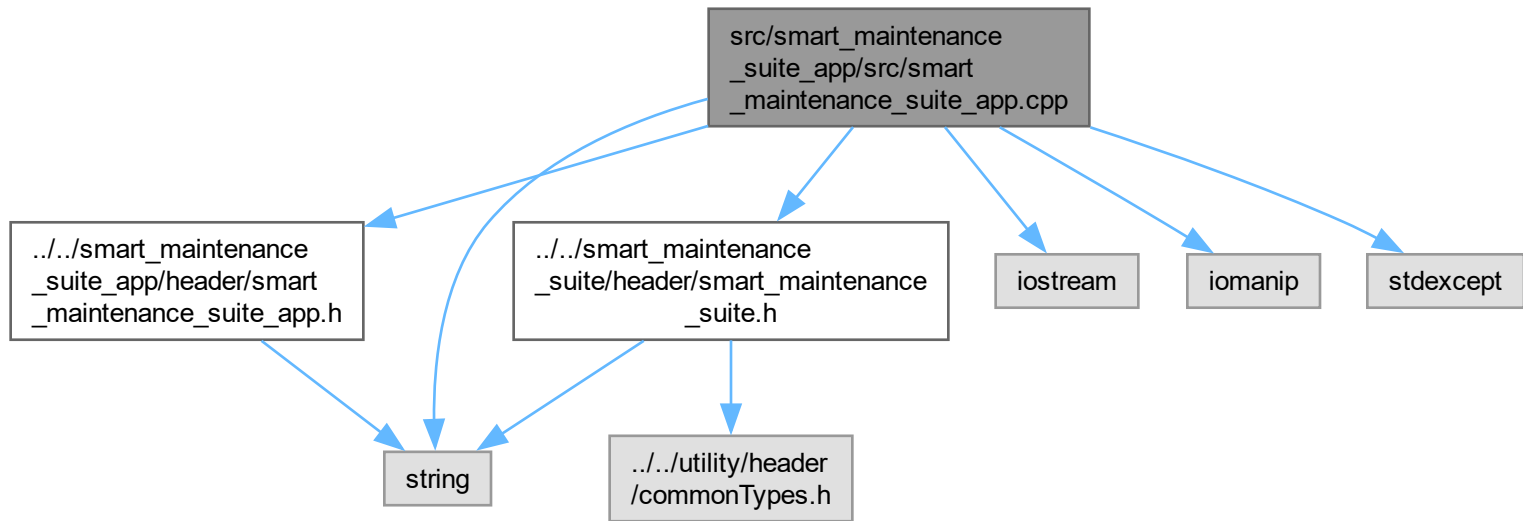 src/smart_maintenance
_suite_app/src/smart
_maintenance_suite_app.cpp
../../smart_maintenance
_suite_app/header/smart
_maintenance_suite_app.h
../../smart_maintenance
_suite/header/smart_maintenance
_suite.h
iostream
iomanip
stdexcept
string
../../utility/header
/commonTypes.h